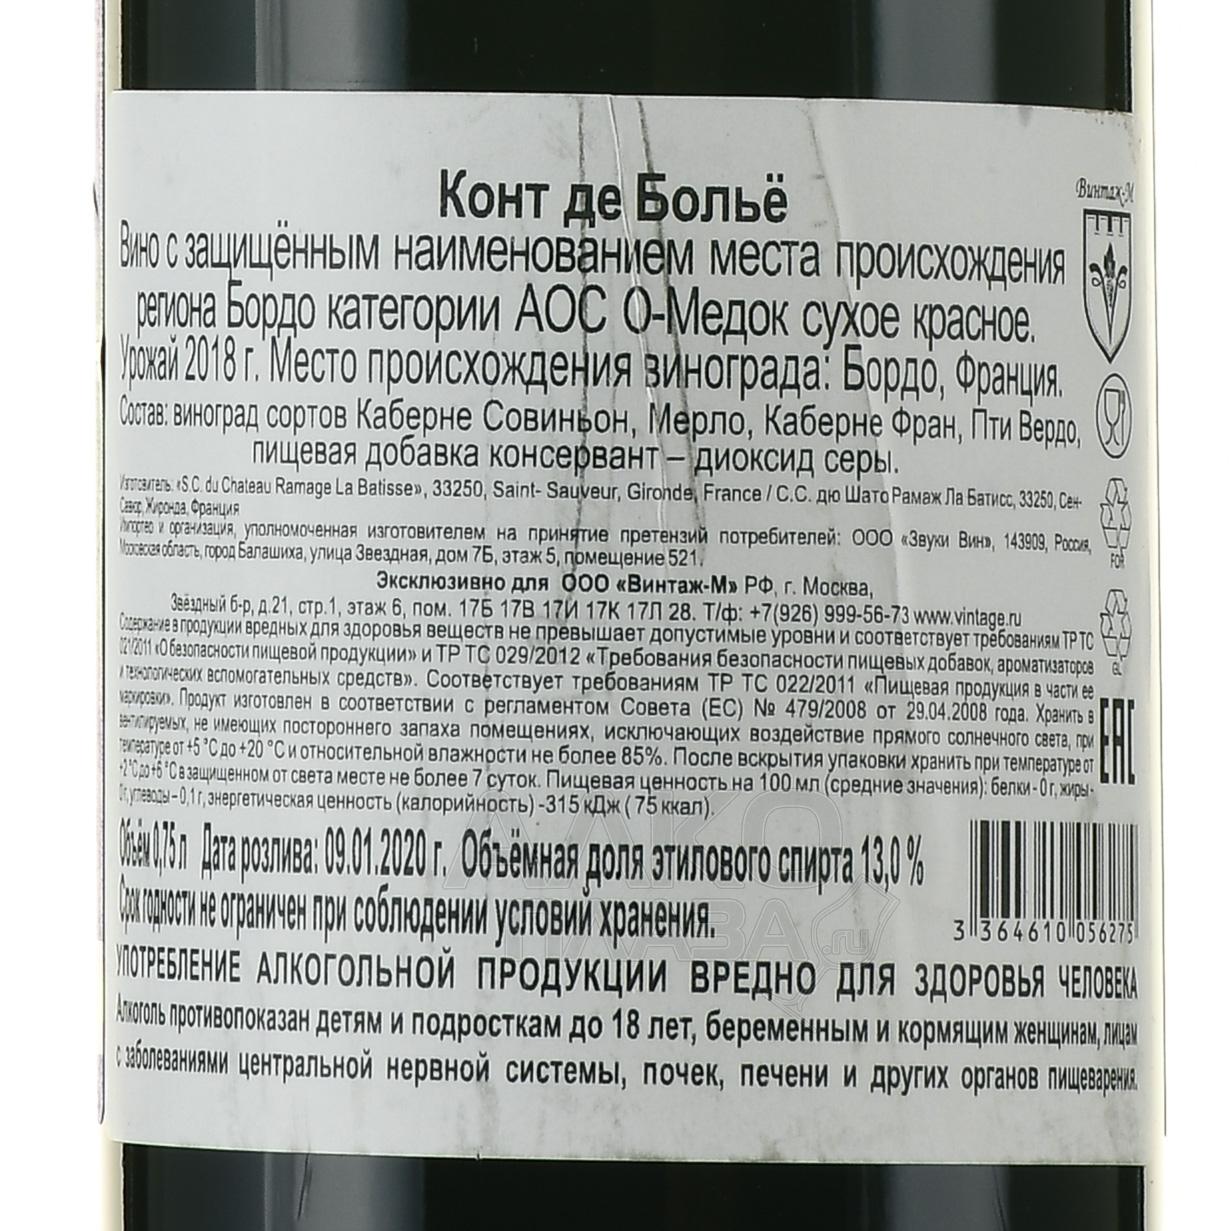 Конт де Больё
Винтаж-М
Вино с защищённым наименованием места происхождения
региона Бордо категории АОС О-Медок сухое красное.
Урожай 2018 г. Место происхождения винограда: Бордо, Франция.
Состав: виноград сортов Каберне Совиньон, Мерло, Каберне Фран, Пти Вердо,
пищевая добавка консервант – диоксид серы.
Изготовитель: «S.C. du Chateau Ramage La Batisse», 33250, Saint- Sauveur, Gironde, France / С.С. дю Шато Рамаж Ла Батисс, 33250, Сен-
Савюр, Жиронда, Франция
Импортер и организация, уполномоченная изготовителем на принятие претензий потребителей: ООО «Звуки Вин», 143909, Россия,
Московская область, город Балашиха, улица Звездная, дом 7Б, этаж 5, помещение 521.
FOR
Эксклюзивно для ООО «Винтаж-М» РФ, г. Москва,
Звёздный б-р, д.21, стр.1, этаж 6, пом. 17Б 17В 17И 17К 17Л 28. Т/ф: +7(926) 999-56-73 www.vintage.ru
Содержание в продукции вредных для здоровья веществ не превышает допустимые уровни и соответствует требованиям ТР ТС
021/2011 «О безопасности пищевой продукции» и ТР ТС 029/2012 «Требования безопасности пищевых добавок, ароматизаторов
и технологических вспомогательных средств». Соответствует требованиям ТР ТС 022/2011 «Пищевая продукция в части ее
GL
маркировки». Продукт изготовлен в соответствии с регламентом Совета (ЕС) № 479/2008 от 29.04.2008 года. Хранить в
вентилируемых, не имеющих постороннего запаха помещениях, исключающих воздействие прямого солнечного света, при
температуре от +5 °С до +20 °С и относительной влажности не более 85%. После вскрытия упаковки хранить при температуре от
+2 °С до +6 °С в защищенном от света месте не более 7 суток. Пищевая ценность на 100 мл (средние значения): белки - 0 г, жиры-
0 г, углеводы – 0,1 г, энергетическая ценность (калорийность) -315 кДж ( 75 ккал).
EAC
Объём 0,75 л Дата розлива: 09.01.2020 г. Объёмная доля этилового спирта 13,0 %
Срок годности не ограничен при соблюдении условий хранения.
3 364610 056275
АЛКО
ПЛАЗА.ru
УПОТРЕБЛЕНИЕ АЛКОГОЛЬНОЙ ПРОДУКЦИИ ВРЕДНО ДЛЯ ЗДОРОВЬЯ ЧЕЛОВЕКА
Алкоголь противопоказан детям и подросткам до 18 лет, беременным и кормящим женщинам, лицам
с заболеваниями центральной нервной системы, почек, печени и других органов пищеварения.